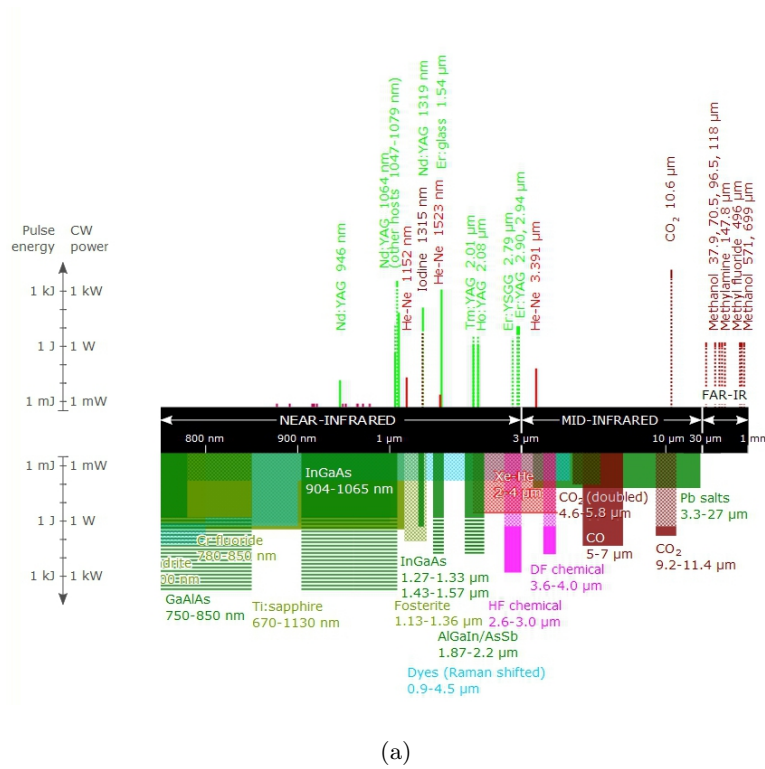 Nd:YAG 946 nm
Nd:YAG 1064 nm
(other hosts 1047-1079 nm)
He-Ne 1152 nm
Iodine 1315 nm
Nd:YAG 1319 nm
He-Ne 1523 nm
Er:glass 1.54 µm
Tm:YAG 2.01 µm
Ho:YAG 2.08 µm
Er:YSGG 2.79 µm
Er:YAG 2.90, 2.94 µm
He-Ne 3.391 µm
CO2 10.6 µm
Methanol 37.9, 70.5, 96.5, 118 µm
Methylamine 147.8 µm
Methyl fluoride 496 µm
Methanol 571, 699 µm
Pulse CW
energy power
1 kJ 1 kW
1 J 1 W
1 mJ 1 mW
FAR-IR
NEAR-INFRARED MID-INFRARED
800 nm 900 nm 1 µm 3 µm 10 µm 30 µm 1 mm
1 mJ 1 mW
1 J 1 W
1 kJ 1 kW
InGaAs
904-1065 nm
Xe-He
2-4 µm
CO2 (doubled)
4.6-5.8 µm
Pb salts
3.3-27 µm
Cr fluoride
780-850 nm
CO
5-7 µm
CO2
9.2-11.4 µm
drite
00 nm
GaAlAs
750-850 nm
Ti:sapphire
670-1130 nm
InGaAs
1.27-1.33 µm
1.43-1.57 µm
Fosterite
1.13-1.36 µm
DF chemical
3.6-4.0 µm
HF chemical
2.6-3.0 µm
AlGaIn/AsSb
1.87-2.2 µm
Dyes (Raman shifted)
0.9-4.5 µm
(a)